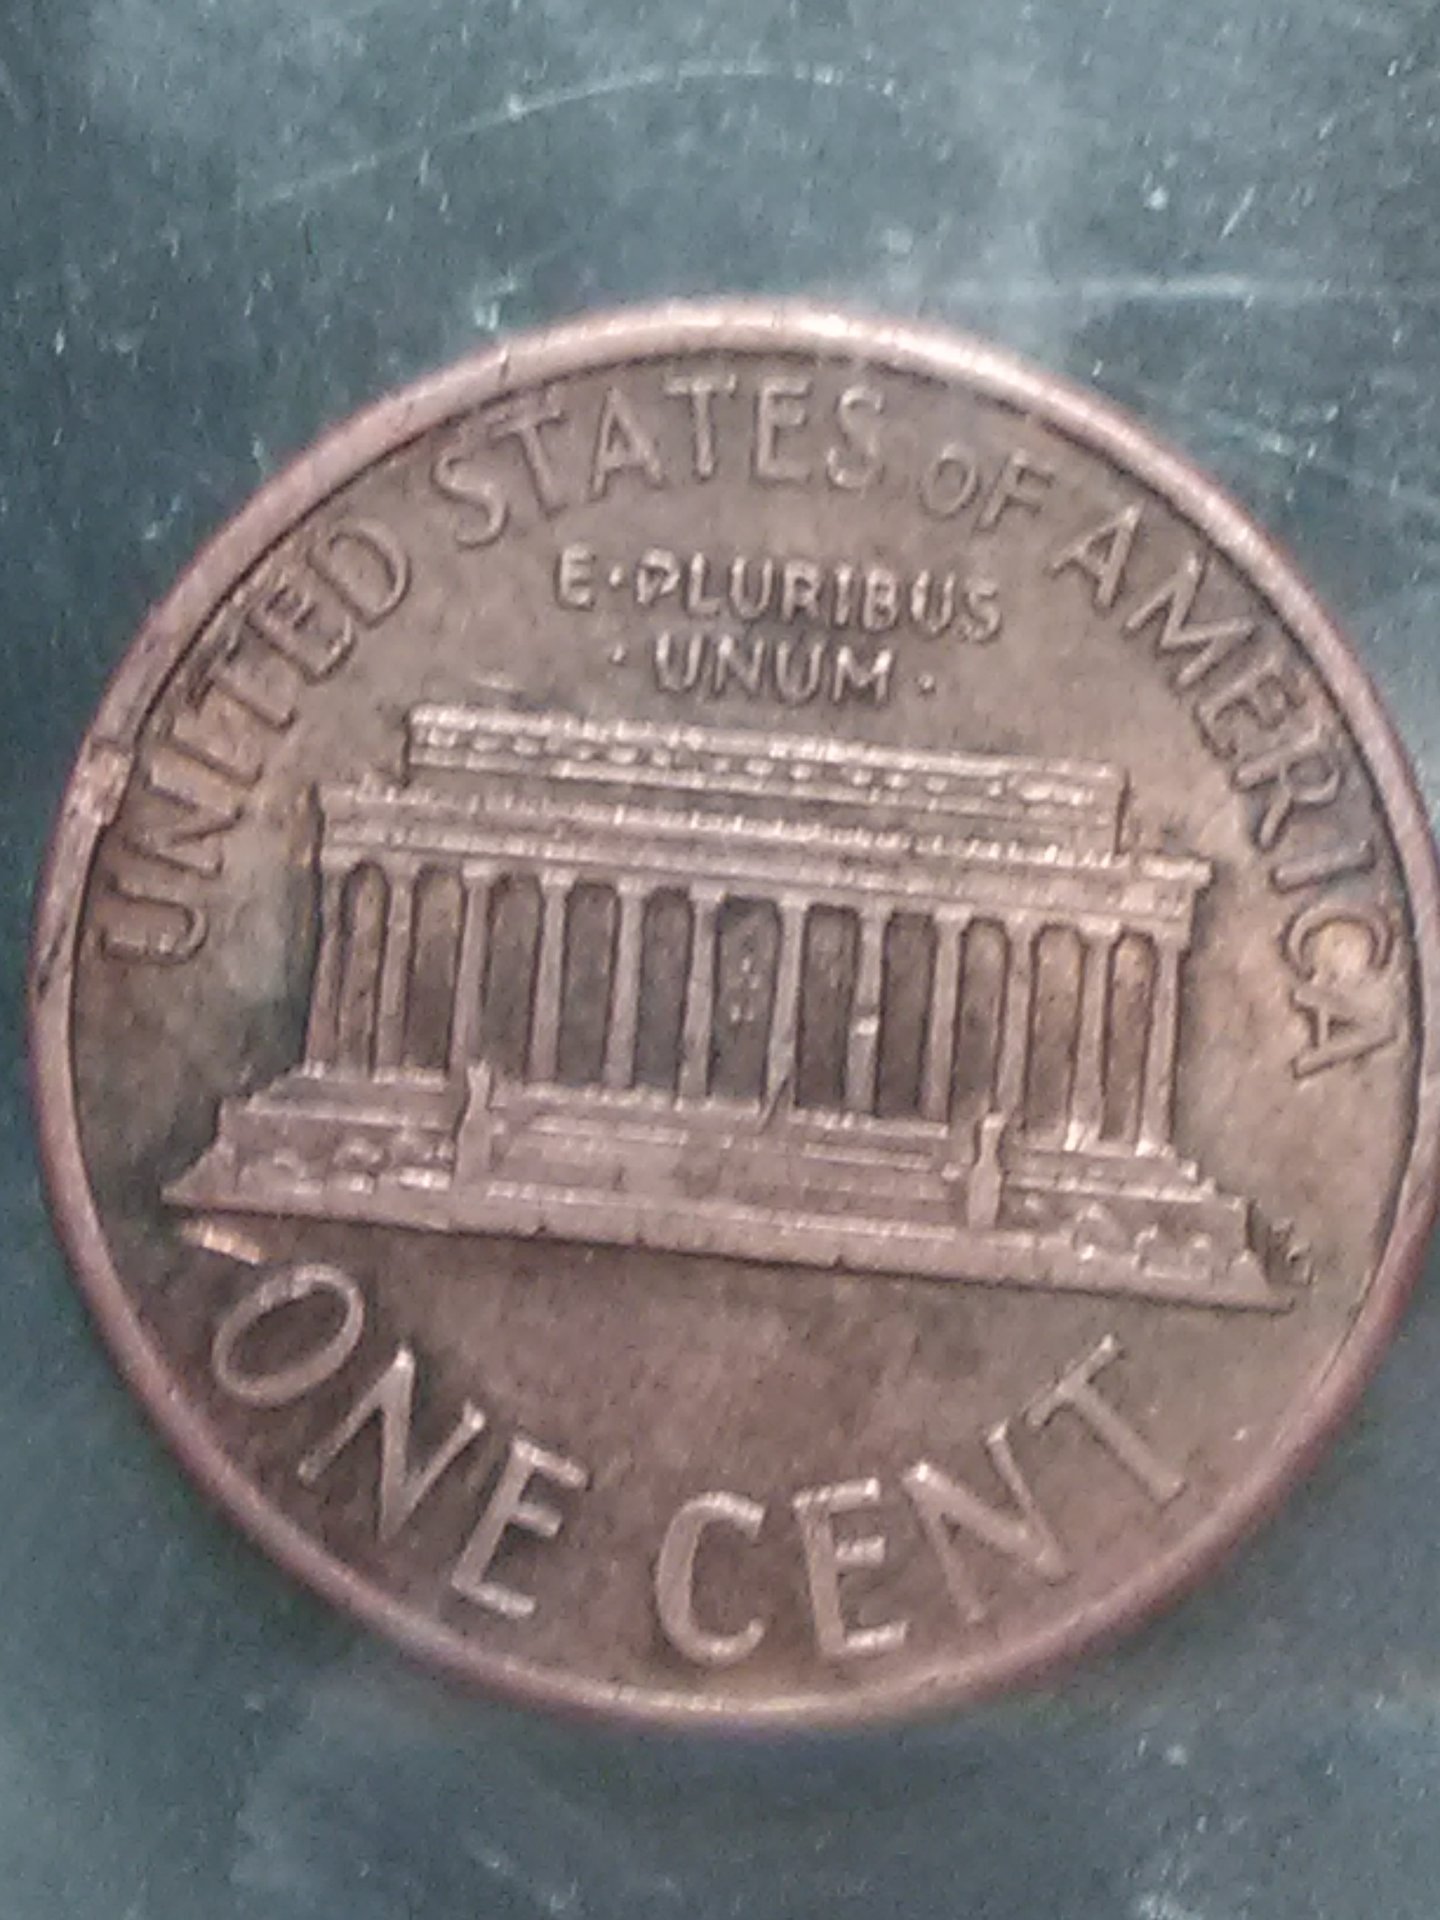 UNITED STATES OF AMERICA
E·PLURIBUS
·UNUM·
ONE CENT